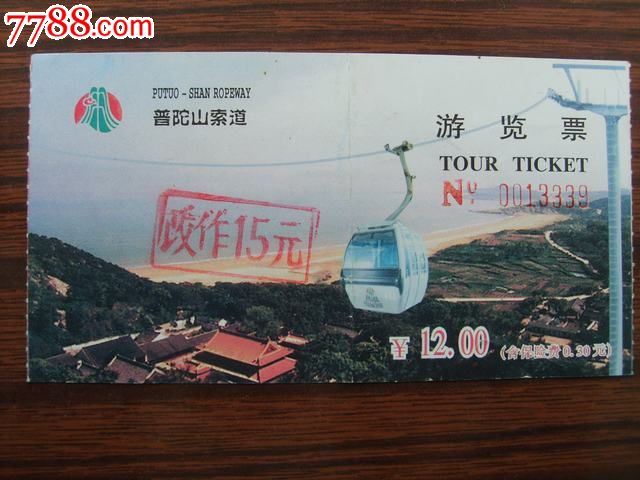 7788.com
PUTUO-SHAN ROPEWAY
普陀山索道
游览票
TOUR TICKET
No 0013339
改作15元
¥ 12.00 (含保险费0.30元)